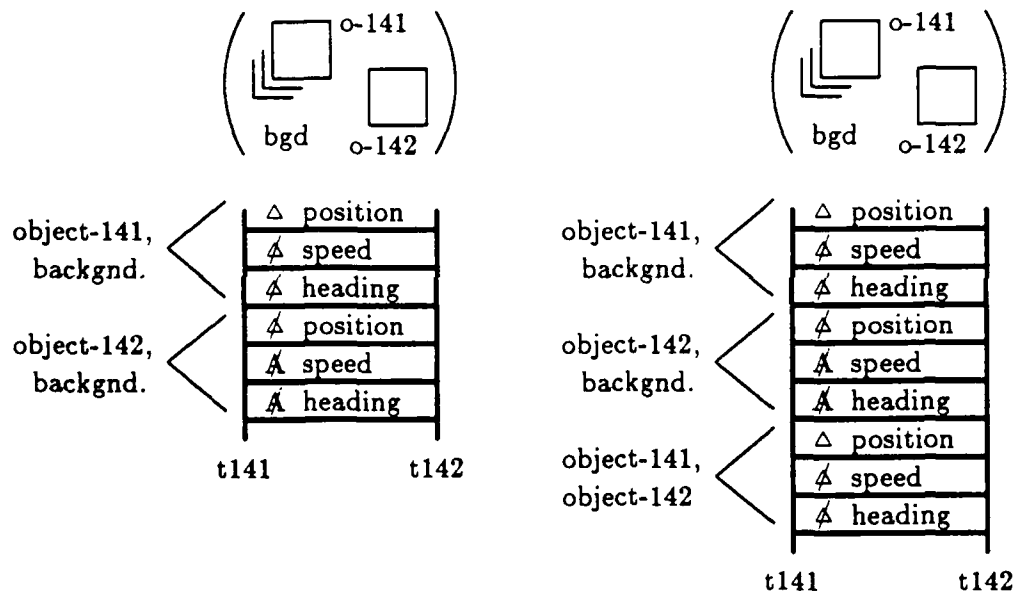 o-141
bgd
o-142
object-141,
backgnd.
△ position
△̸ speed
△̸ heading
object-142,
backgnd.
△̸ position
A̸ speed
A̸ heading
t141 t142
o-141
bgd
o-142
object-141,
backgnd.
△ position
△̸ speed
△̸ heading
object-142,
backgnd.
△̸ position
A̸ speed
A̸ heading
object-141,
object-142
△ position
△̸ speed
△̸ heading
t141 t142